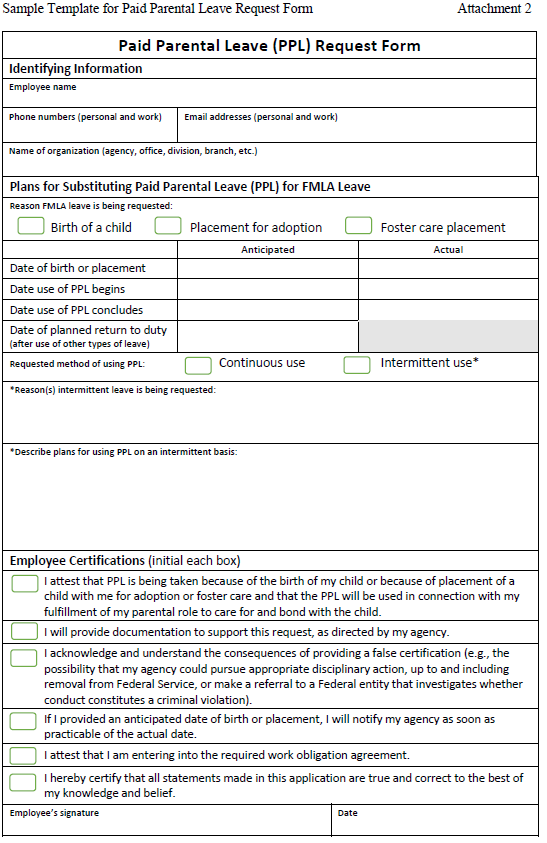 Sample Template for Paid Parental Leave Request Form Attachment 2
Paid Parental Leave (PPL) Request Form
Identifying Information
Employee name
Phone numbers (personal and work) Email addresses (personal and work)
Name of organization (agency, office, division, branch, etc.)
Plans for Substituting Paid Parental Leave (PPL) for FMLA Leave
Reason FMLA leave is being requested:
Birth of a child Placement for adoption Foster care placement
Anticipated Actual
Date of birth or placement
Date use of PPL begins
Date use of PPL concludes
Date of planned return to duty
(after use of other types of leave)
Requested method of using PPL: Continuous use Intermittent use*
*Reason(s) intermittent leave is being requested:
*Describe plans for using PPL on an intermittent basis:
Employee Certifications (initial each box)
I attest that PPL is being taken because of the birth of my child or because of placement of a
child with me for adoption or foster care and that the PPL will be used in connection with my
fulfillment of my parental role to care for and bond with the child.
I will provide documentation to support this request, as directed by my agency.
I acknowledge and understand the consequences of providing a false certification (e.g., the
possibility that my agency could pursue appropriate disciplinary action, up to and including
removal from Federal Service, or make a referral to a Federal entity that investigates whether
conduct constitutes a criminal violation).
If I provided an anticipated date of birth or placement, I will notify my agency as soon as
practicable of the actual date.
I attest that I am entering into the required work obligation agreement.
I hereby certify that all statements made in this application are true and correct to the best of
my knowledge and belief.
Employee's signature Date